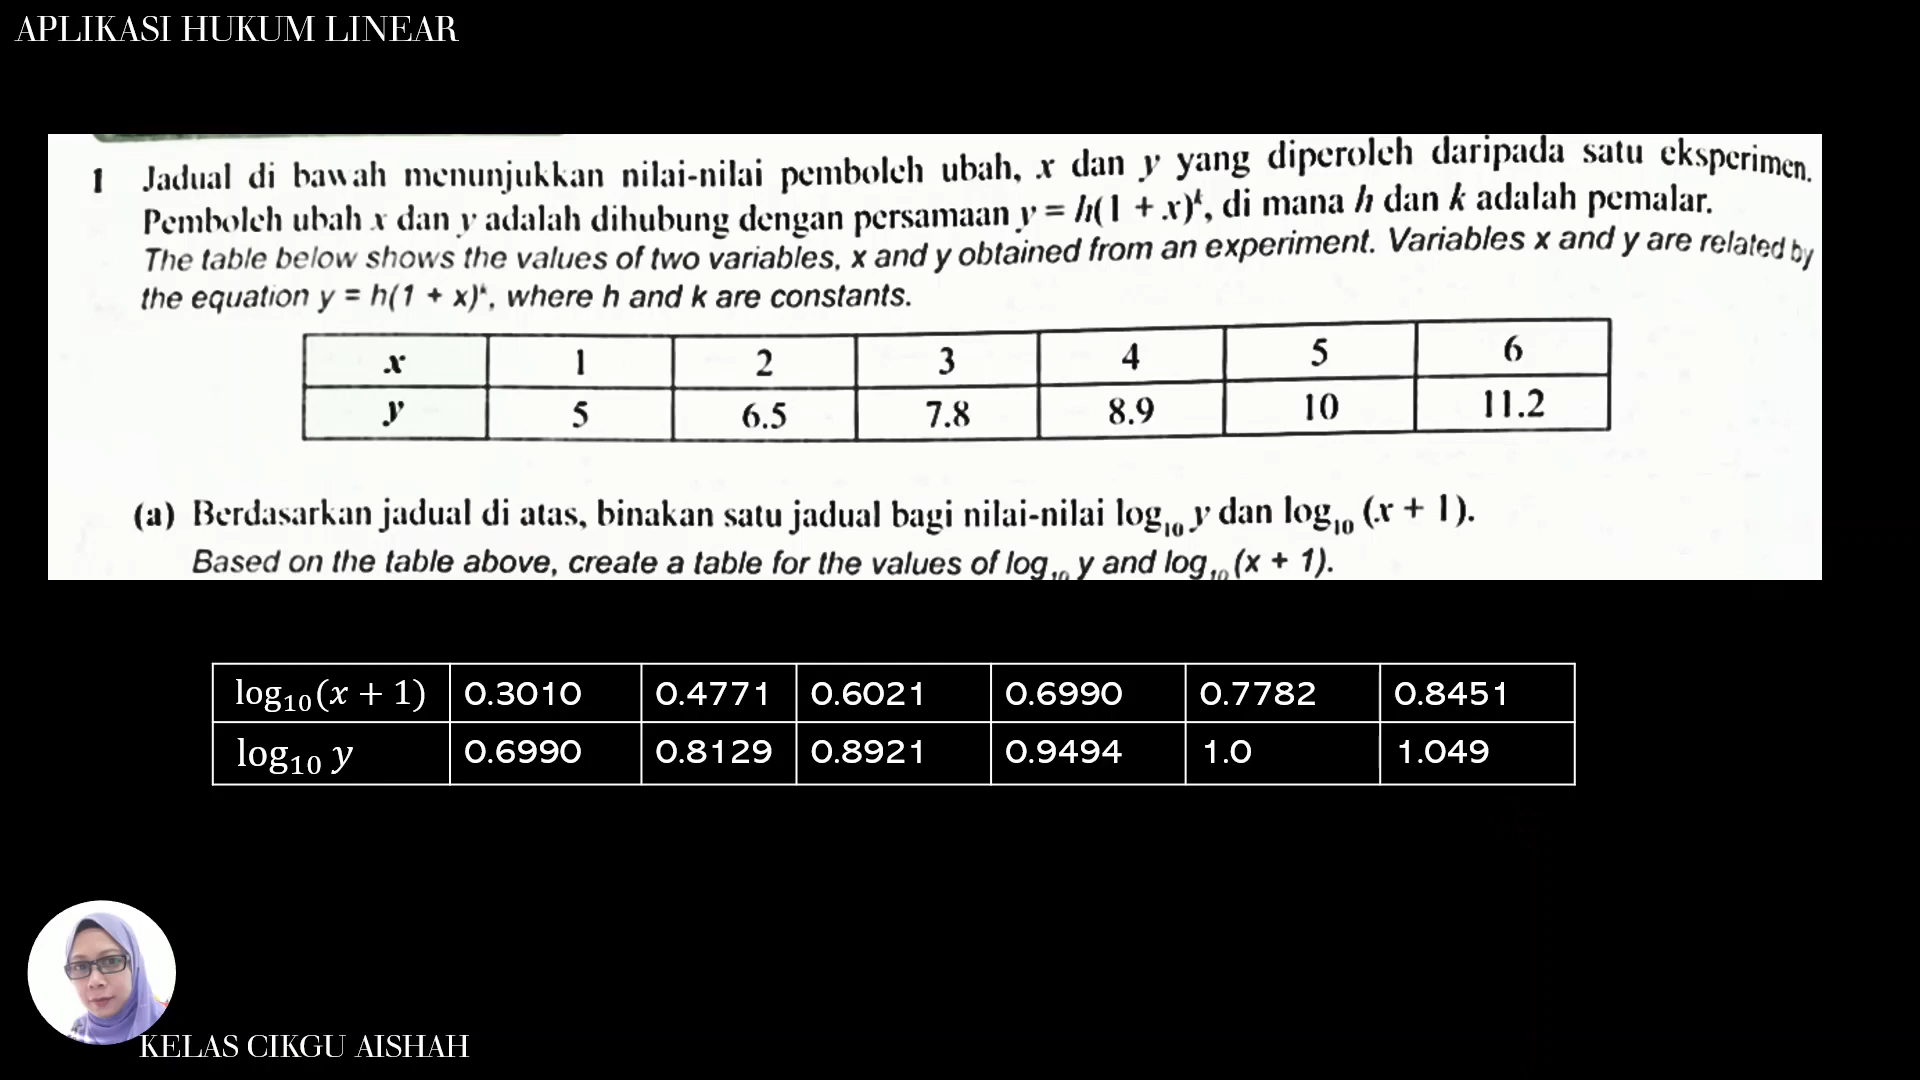 APLIKASI HUKUM LINEAR
1 Jadual di bawah menunjukkan nilai-nilai pemboleh ubah, x dan y yang diperoleh daripada satu eksperimen.
Pemboleh ubah x dan y adalah dihubung dengan persamaan y = h(1 + x)ᵏ, di mana h dan k adalah pemalar.
The table below shows the values of two variables, x and y obtained from an experiment. Variables x and y are related by
the equation y = h(1 + x)ᵏ, where h and k are constants.
x 1 2 3 4 5 6
y 5 6.5 7.8 8.9 10 11.2
(a) Berdasarkan jadual di atas, binakan satu jadual bagi nilai-nilai log₁₀ y dan log₁₀ (x + 1).
Based on the table above, create a table for the values of log₁₀ y and log₁₀ (x + 1).
log₁₀(x + 1) 0.3010 0.4771 0.6021 0.6990 0.7782 0.8451
log₁₀ y 0.6990 0.8129 0.8921 0.9494 1.0 1.049
KELAS CIKGU AISHAH